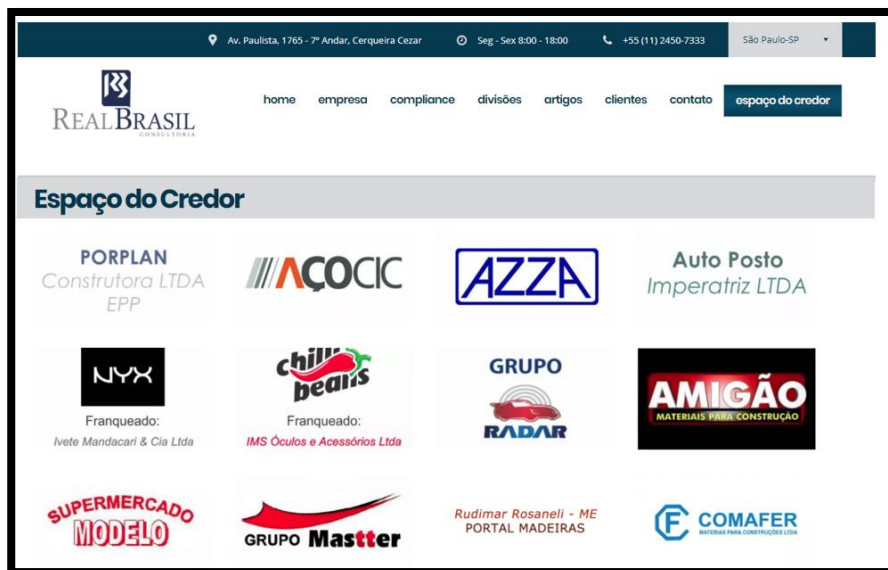 Av. Paulista, 1765 - 7º Andar, Cerqueira Cezar
Seg - Sex 8:00 - 18:00
+55 (11) 2450-7333
São Paulo-SP
REALBRASIL
CONSULTORIA
home
empresa
compliance
divisões
artigos
clientes
contato
espaço do credor
Espaço do Credor
PORPLAN
Construtora LTDA
EPP
AÇOCIC
AZZA
Auto Posto
Imperatriz LTDA
NYX
Franqueado:
Ivete Mandacari & Cia Ltda
chilli
beans
Franqueado:
IMS Óculos e Acessórios Ltda
GRUPO
RADAR
AMIGÃO
MATERIAIS PARA CONSTRUÇÃO
SUPERMERCADO
MODELO
GRUPO Mastter
Rudimar Rosaneli - ME
PORTAL MADEIRAS
COMAFER
MATERIAS PARA CONSTRUÇÕES LTDA